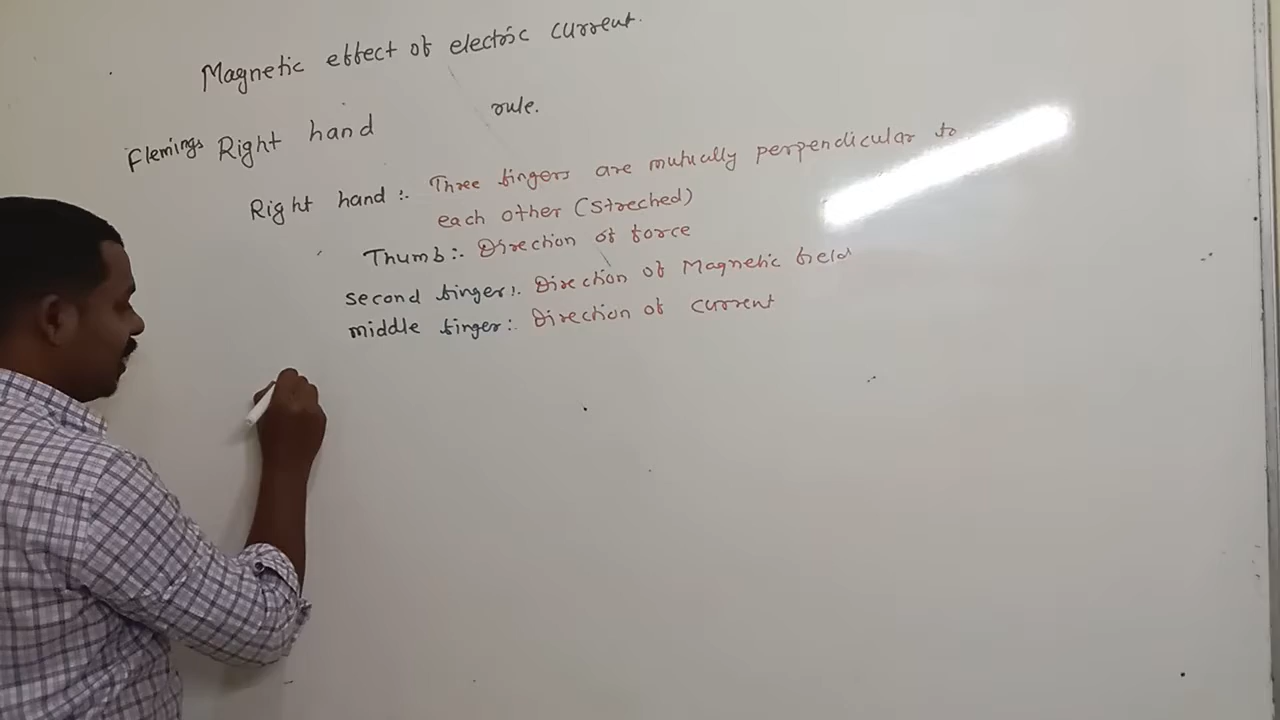 Magnetic effect of electric current.
Flemings Right hand rule.
Right hand :- Three fingers are mutually perpendicular to
each other (streched)
Thumb :- Direction of force
second finger :- Direction of Magnetic field
middle finger :- Direction of current